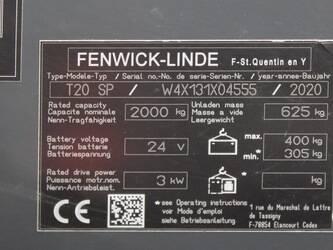 FENWICK-LINDE F-St.Quentin en Y
Type-Modele-Typ / Serial no.-No. de serie-Serien-Nr. / year-annee-Baujahr
T20 SP / W4X131X04555 / 2020
Rated capacity
Capacite nominale 2000 kg
Nenn-Tragfähigkeit
Unladen mass
Masse a vide 625 kg
Leergewicht
Battery voltage
Tension batterie 24 V
Batteriespannung
max. 400 kg
min.* 305 kg
Rated drive power
Puissance motr.nom. 3 kW
Nenn-Antriebsleist.
* kg
CE
* see Operating instructions
voir Mode d'emploi
siehe Betriebsanleitung
1 rue du Marechal de Lattre
de Tassigny
F-78854 Elancourt Cedex